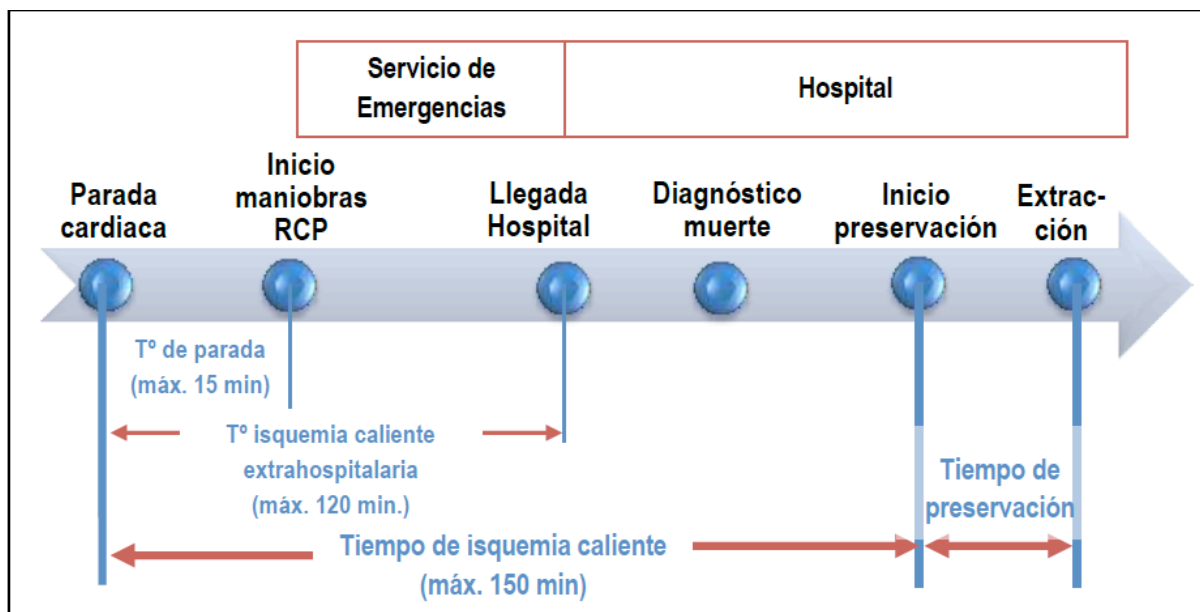 Servicio de
Emergencias
Hospital
Parada
cardiaca
Inicio
maniobras
RCP
Llegada
Hospital
Diagnóstico
muerte
Inicio
preservación
Extrac-
ción
Tº de parada
(máx. 15 min)
Tº isquemia caliente
extrahospitalaria
(máx. 120 min.)
Tiempo de
preservación
Tiempo de isquemia caliente
(máx. 150 min)